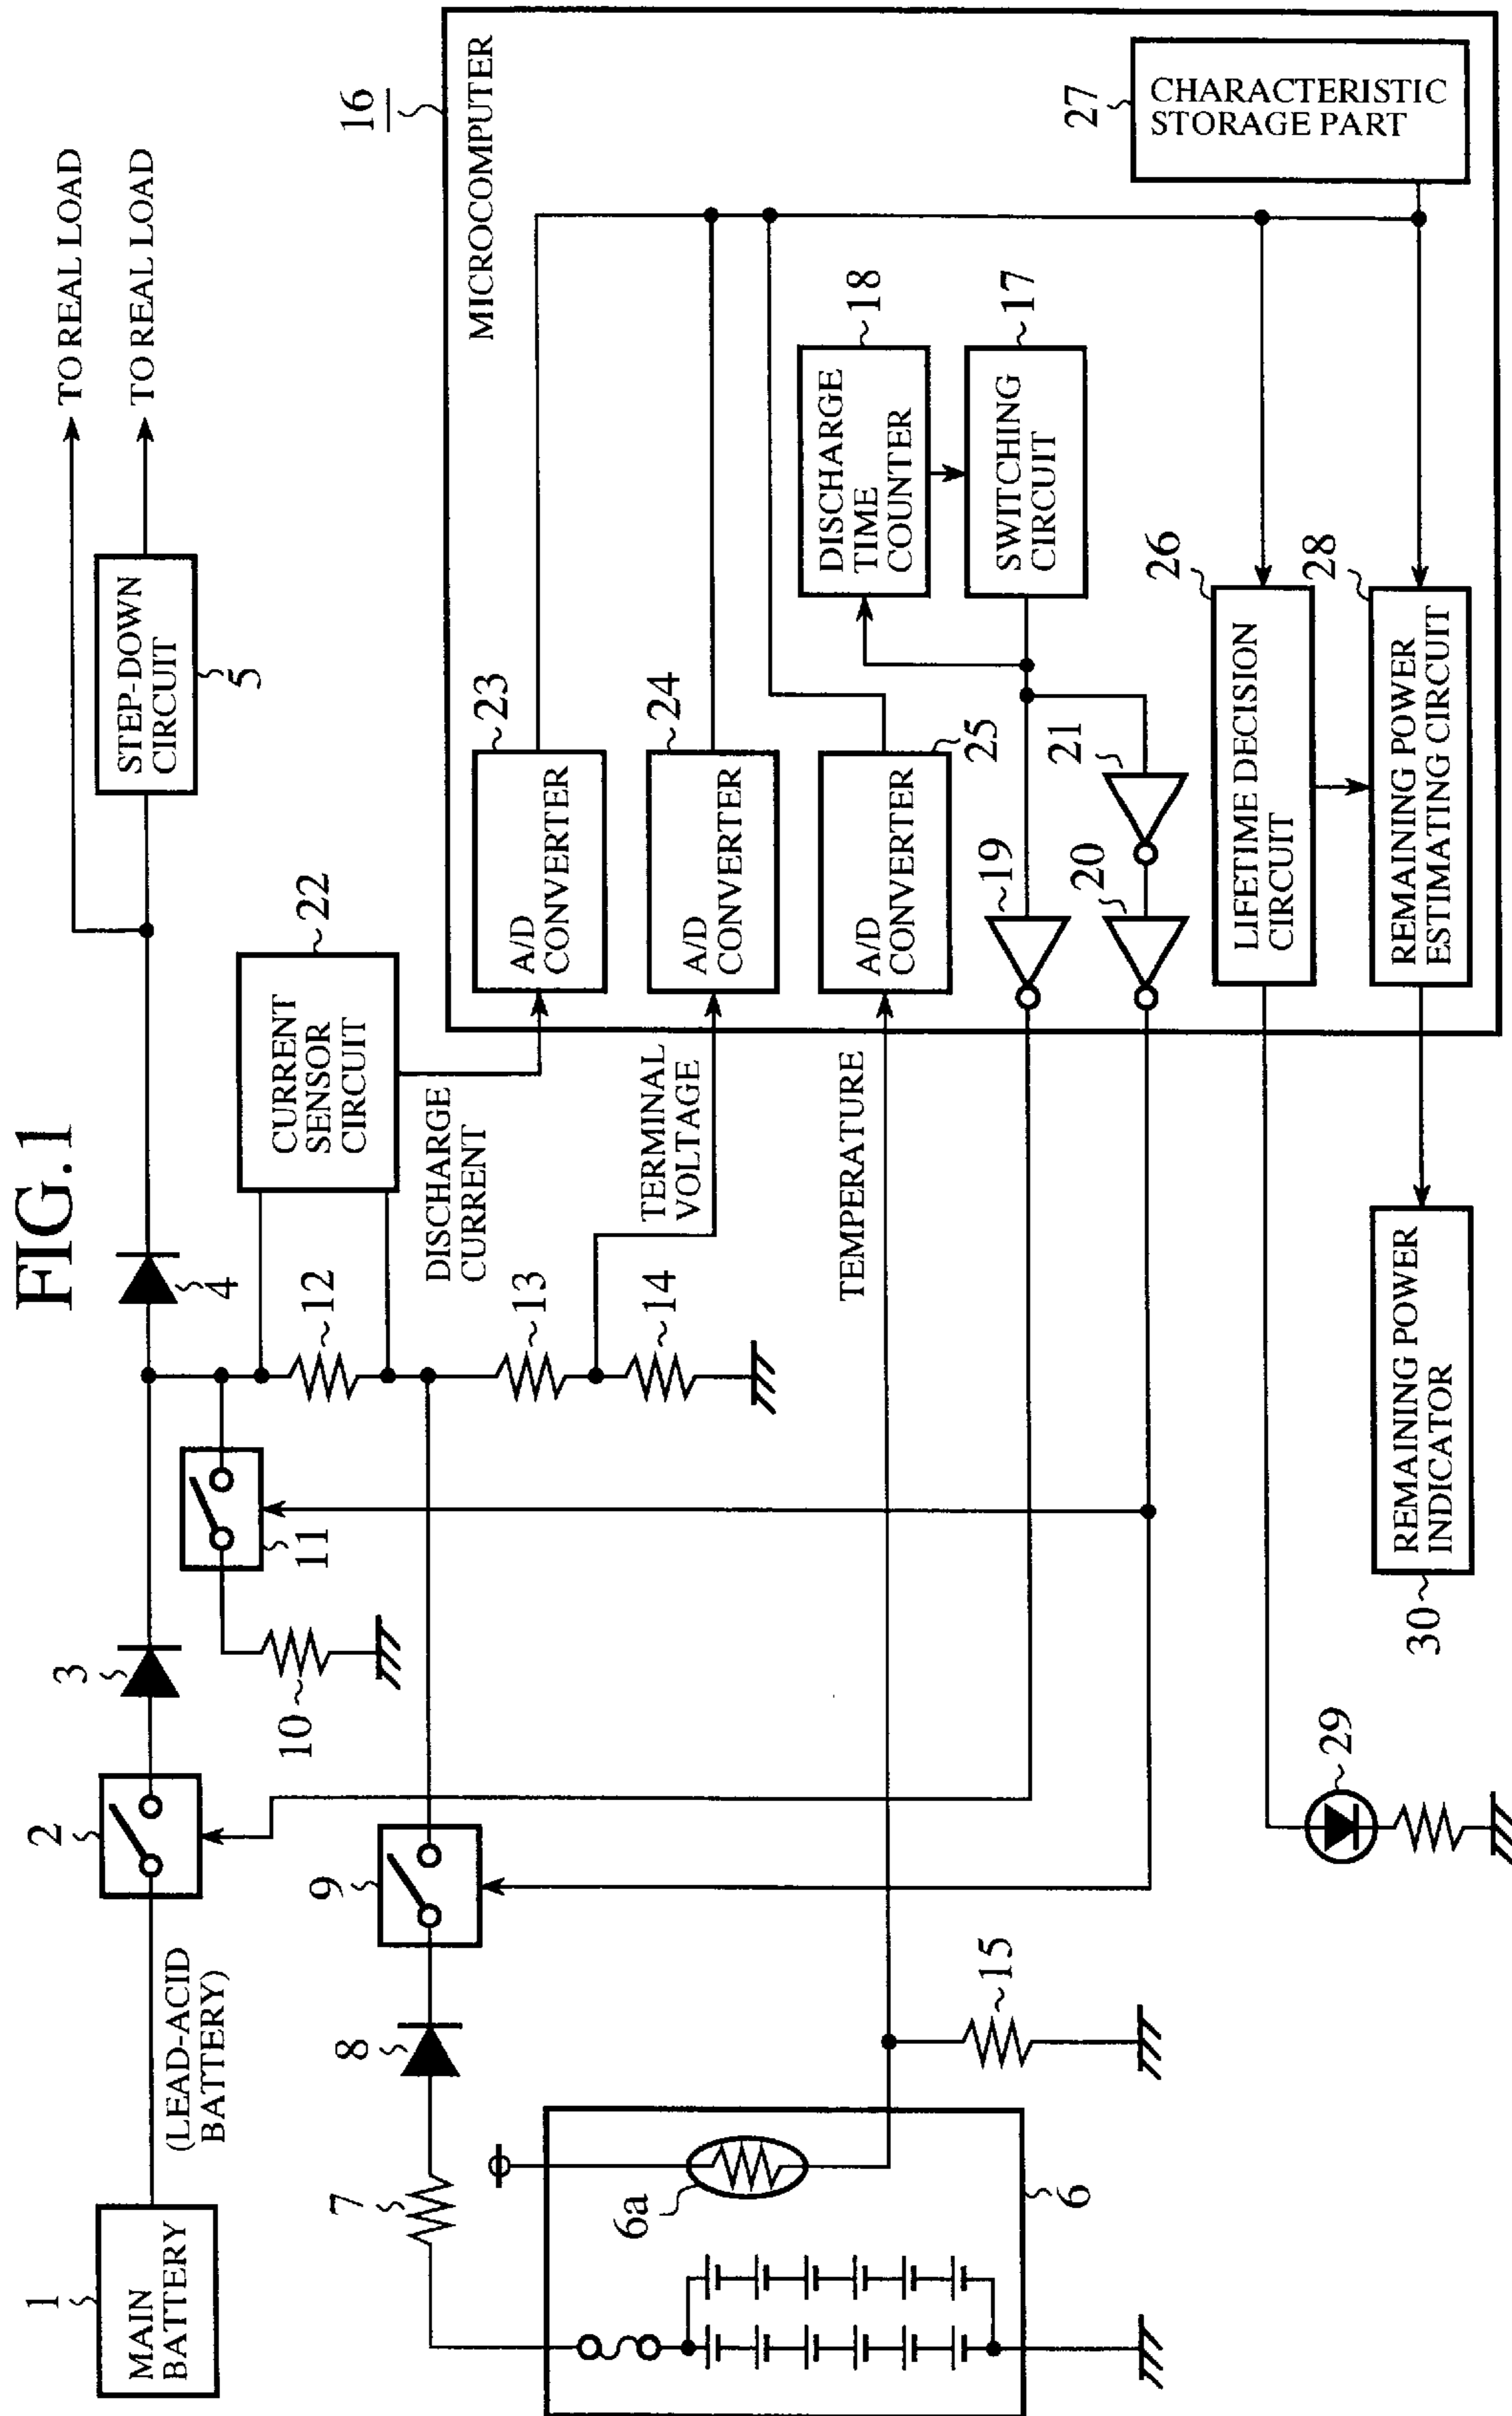 FIG.1
1
MAIN
BATTERY
(LEAD-ACID
BATTERY)
2
3
4
STEP-DOWN
CIRCUIT
5
TO REAL LOAD
TO REAL LOAD
6
6a
7
8
9
10
11
12
13
14
15
CURRENT
SENSOR
CIRCUIT
22
DISCHARGE
CURRENT
TERMINAL
VOLTAGE
TEMPERATURE
16
MICROCOMPUTER
A/D
CONVERTER
23
A/D
CONVERTER
24
A/D
CONVERTER
25
DISCHARGE
TIME
COUNTER
18
SWITCHING
CIRCUIT
17
19
20
21
LIFETIME DECISION
CIRCUIT
26
CHARACTERISTIC
STORAGE PART
27
REMAINING POWER
ESTIMATING CIRCUIT
28
29
REMAINING POWER
INDICATOR
30